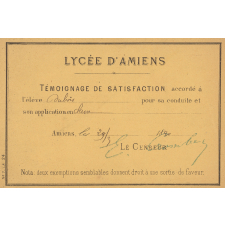 LYCÉE D'AMIENS
TÉMOIGNAGE DE SATISFACTION accordé à
l'élève pour sa conduite et
son application en
AMIENS, le
LE CENSEUR
Nota. deux exemptions semblables donnent droit à une sortie de faveur.